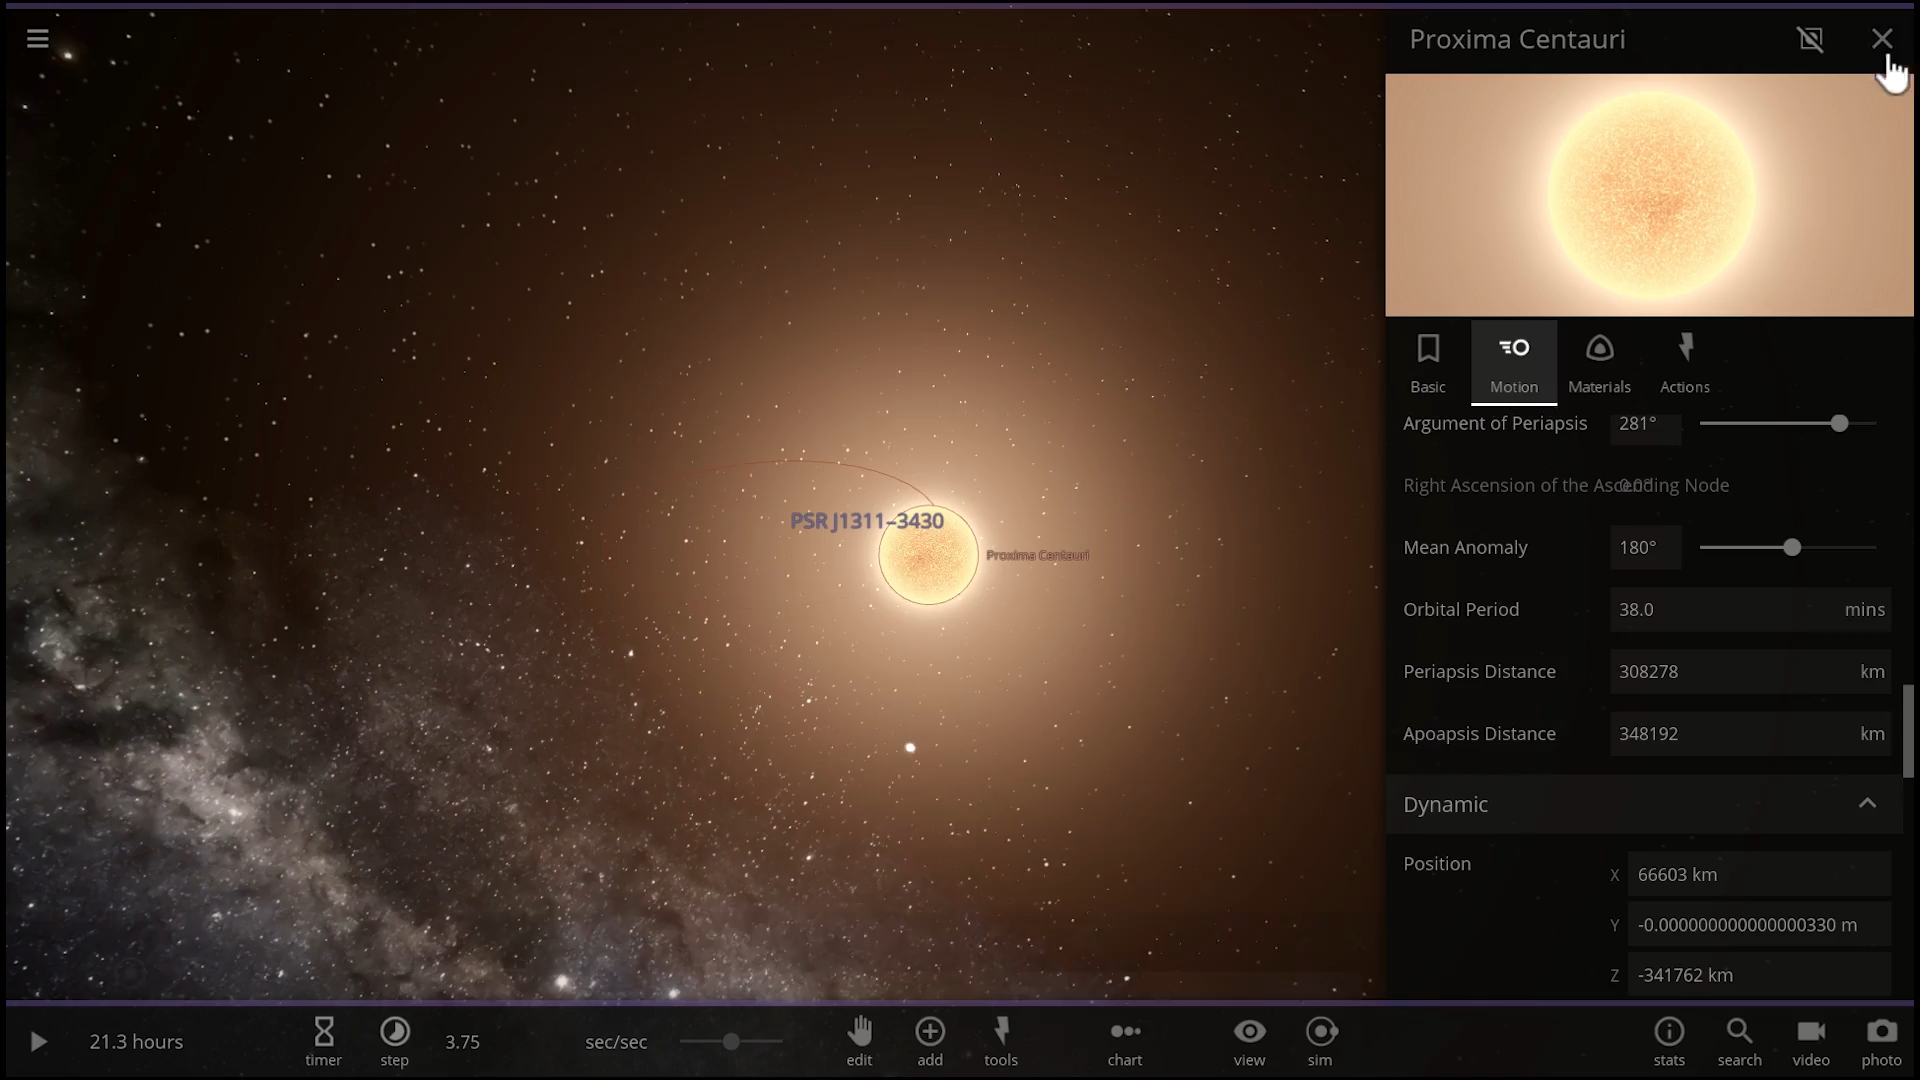 Proxima Centauri
PSR J1311–3430
Proxima Centauri
Basic
Motion
Materials
Actions
Argument of Periapsis 281°
Right Ascension of the Ascending Node 0.0°
Mean Anomaly 180°
Orbital Period 38.0 mins
Periapsis Distance 308278 km
Apoapsis Distance 348192 km
Dynamic
Position X 66603 km
Y -0.000000000000000330 m
Z -341762 km
21.3 hours
timer
step
3.75 sec/sec
edit
add
tools
chart
view
sim
stats
search
video
photo